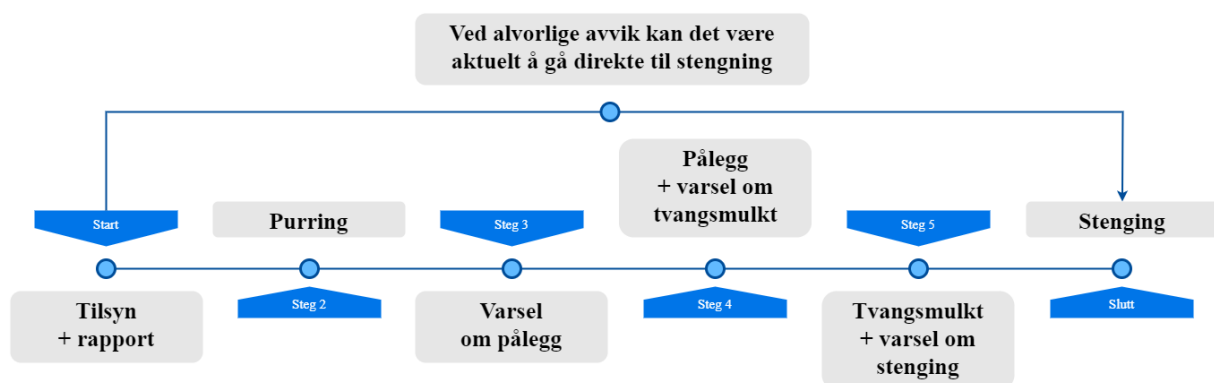 Ved alvorlige avvik kan det være
aktuelt å gå direkte til stengning
Pålegg
+ varsel om
tvangsmulkt
Start
Purring
Steg 3
Steg 5
Stenging
Tilsyn
+ rapport
Steg 2
Varsel
om pålegg
Steg 4
Tvangsmulkt
+ varsel om
stenging
Slutt